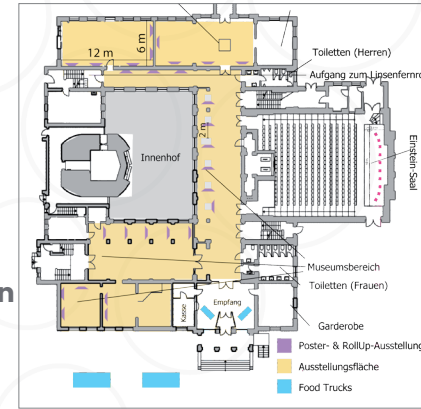 12 m
6 m
Toiletten (Herren)
Aufgang zum Linsenfernro
2 m
Innenhof
Einstein-Saal
Museumsbereich
n
Toiletten (Frauen)
Empfang
Kasse
Garderobe
Poster- & RollUp-Ausstellung
Ausstellungsfläche
Food Trucks